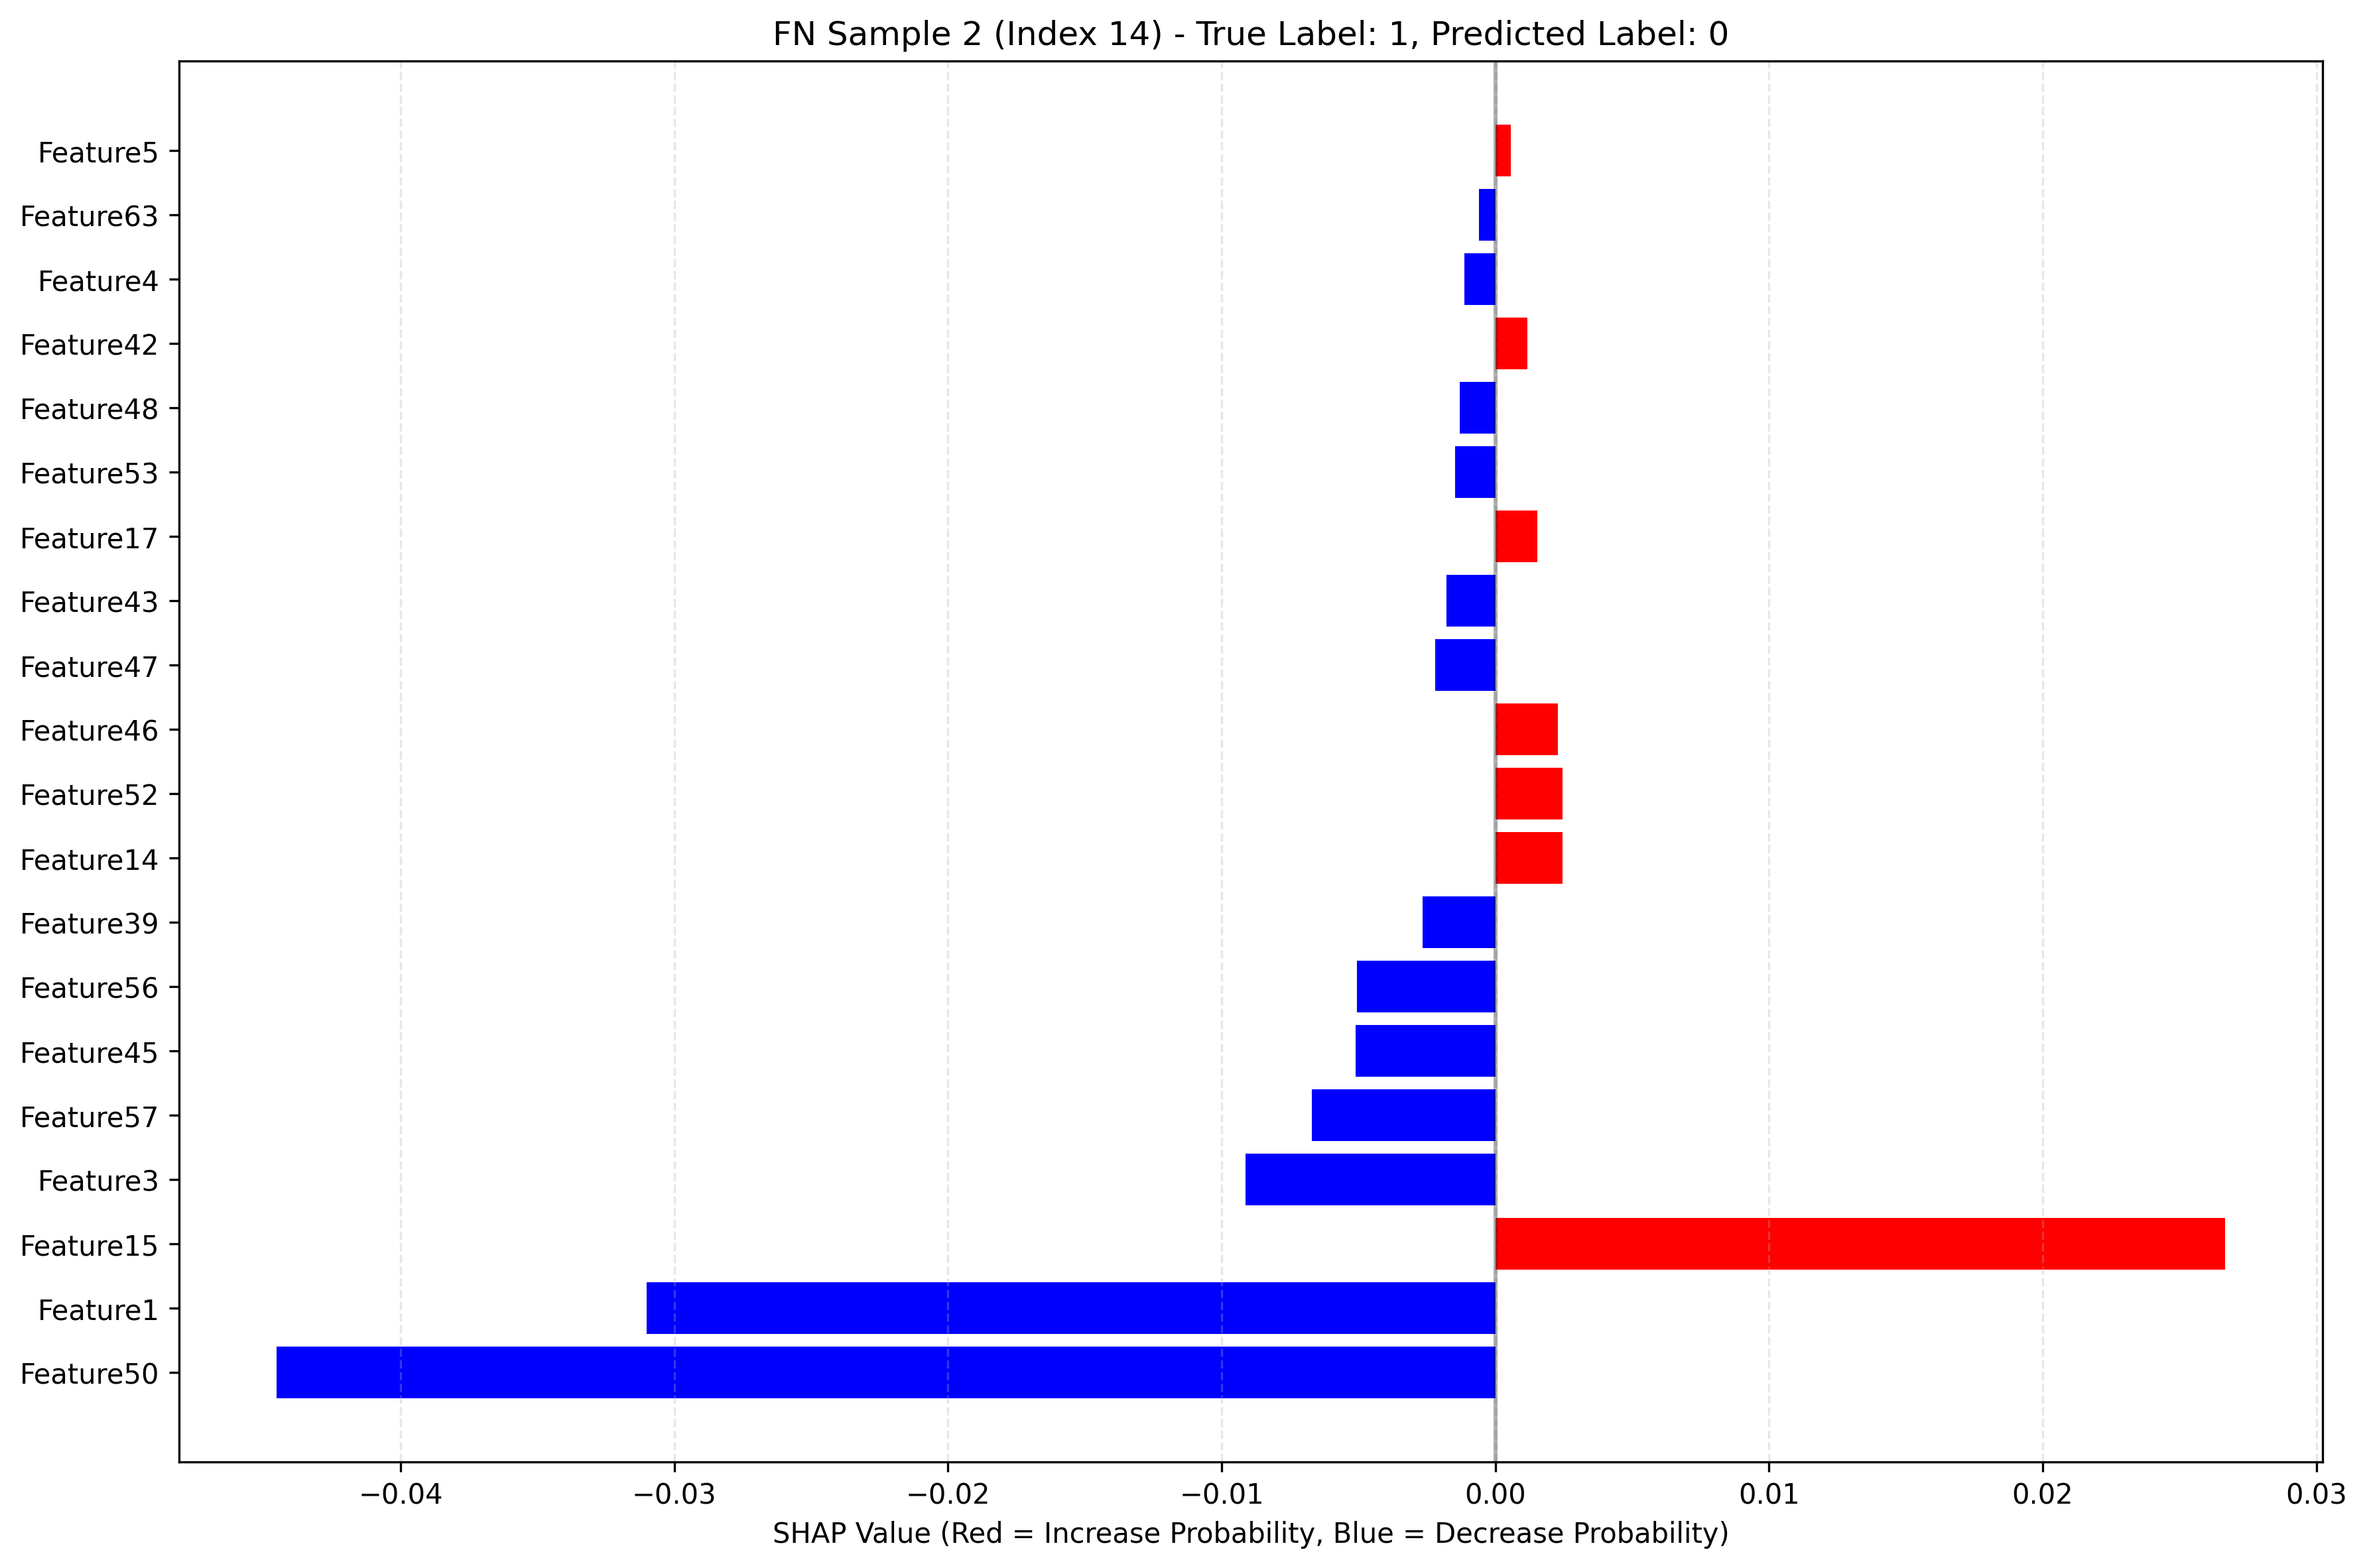 FN Sample 2 (Index 14) - True Label: 1, Predicted Label: 0
Feature5
Feature63
Feature4
Feature42
Feature48
Feature53
Feature17
Feature43
Feature47
Feature46
Feature52
Feature14
Feature39
Feature56
Feature45
Feature57
Feature3
Feature15
Feature1
Feature50
−0.04 −0.03 −0.02 −0.01 0.00 0.01 0.02 0.03
SHAP Value (Red = Increase Probability, Blue = Decrease Probability)